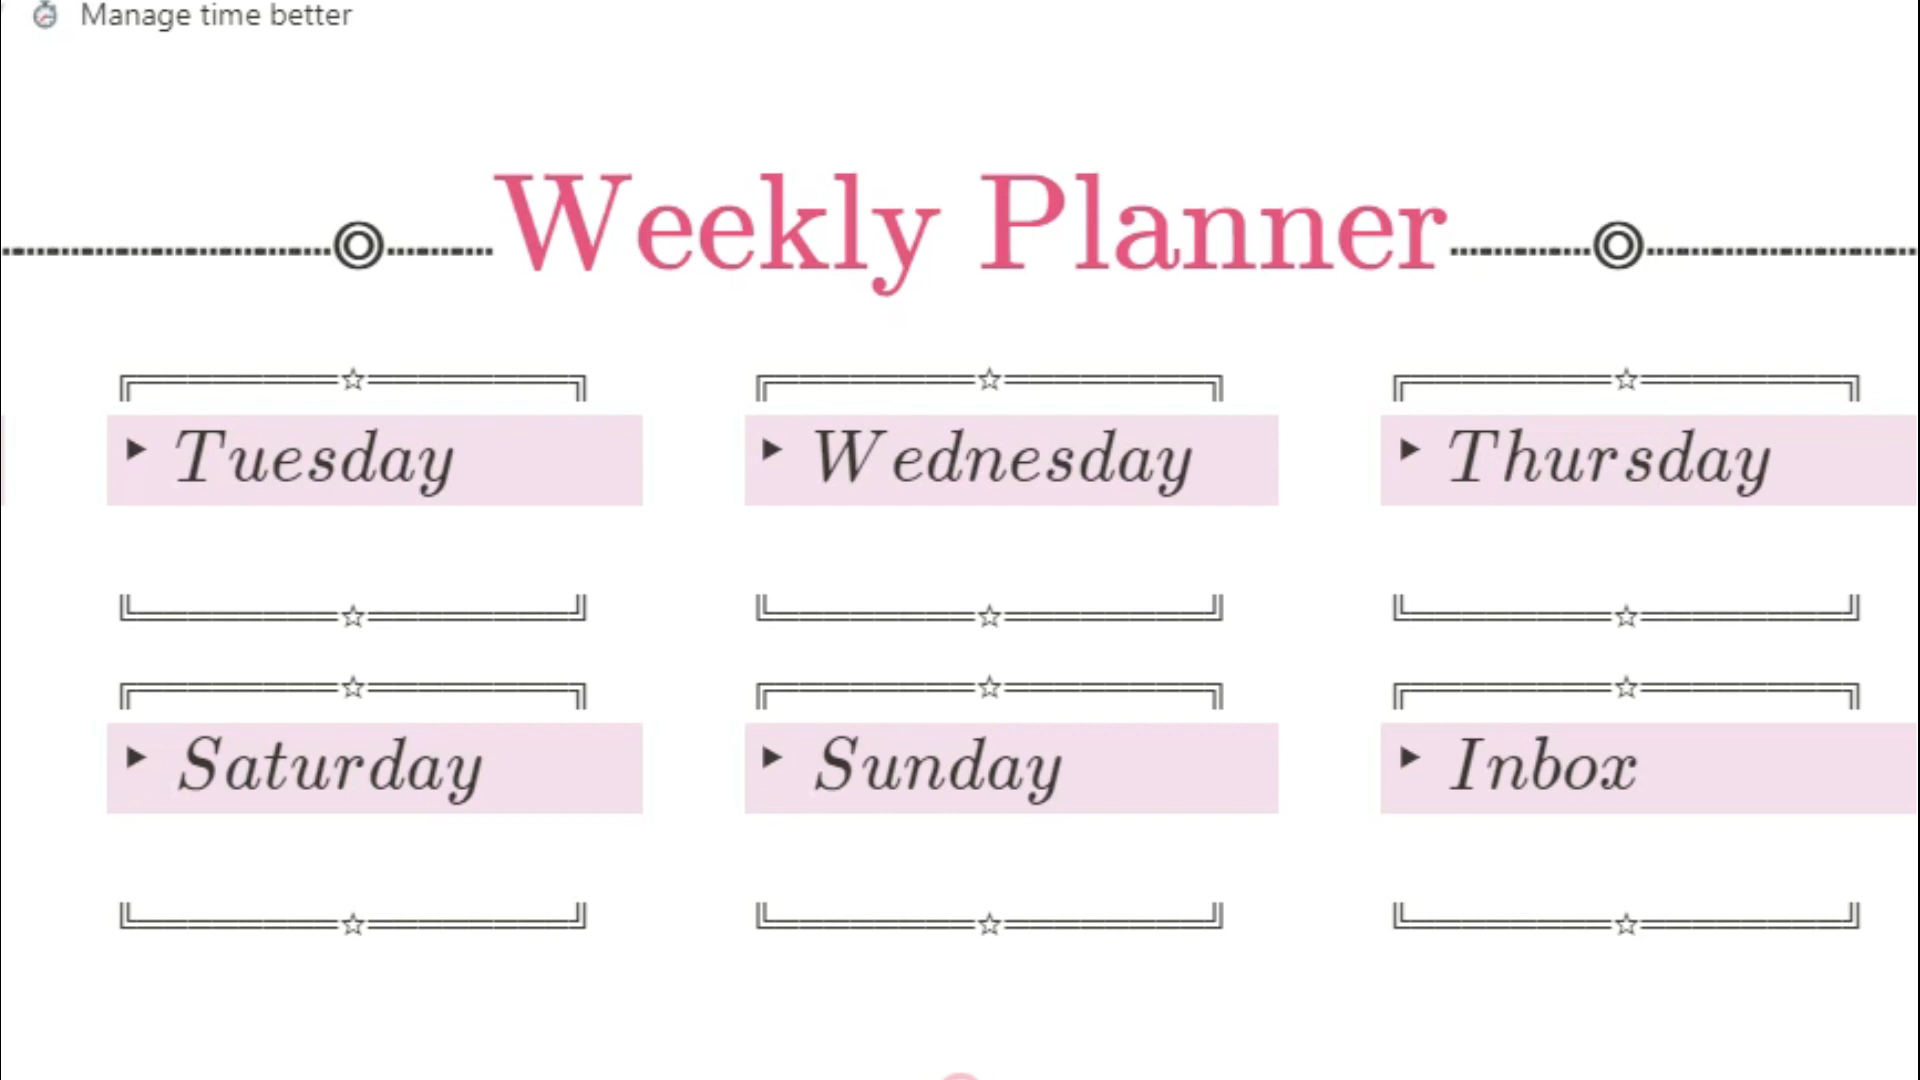 Manage time better
Weekly Planner
Tuesday
Wednesday
Thursday
Saturday
Sunday
Inbox